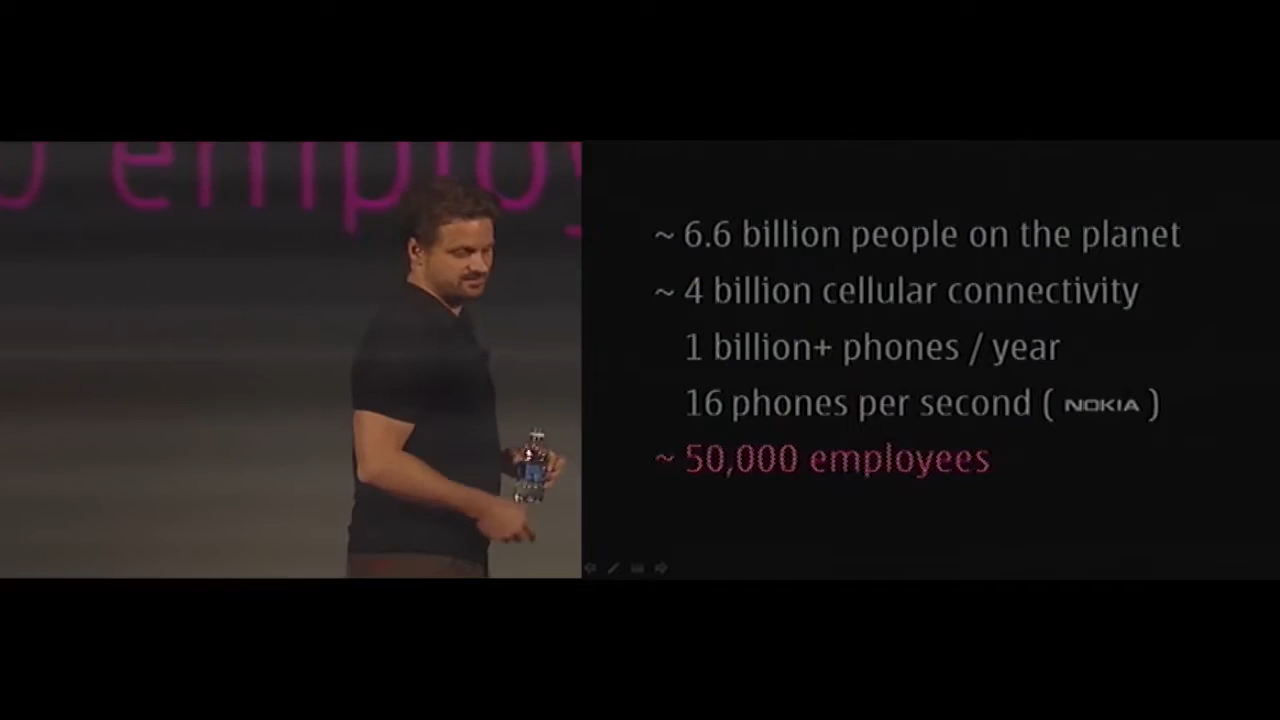 employ
~ 6.6 billion people on the planet
~ 4 billion cellular connectivity
1 billion+ phones / year
16 phones per second ( NOKIA )
~ 50,000 employees